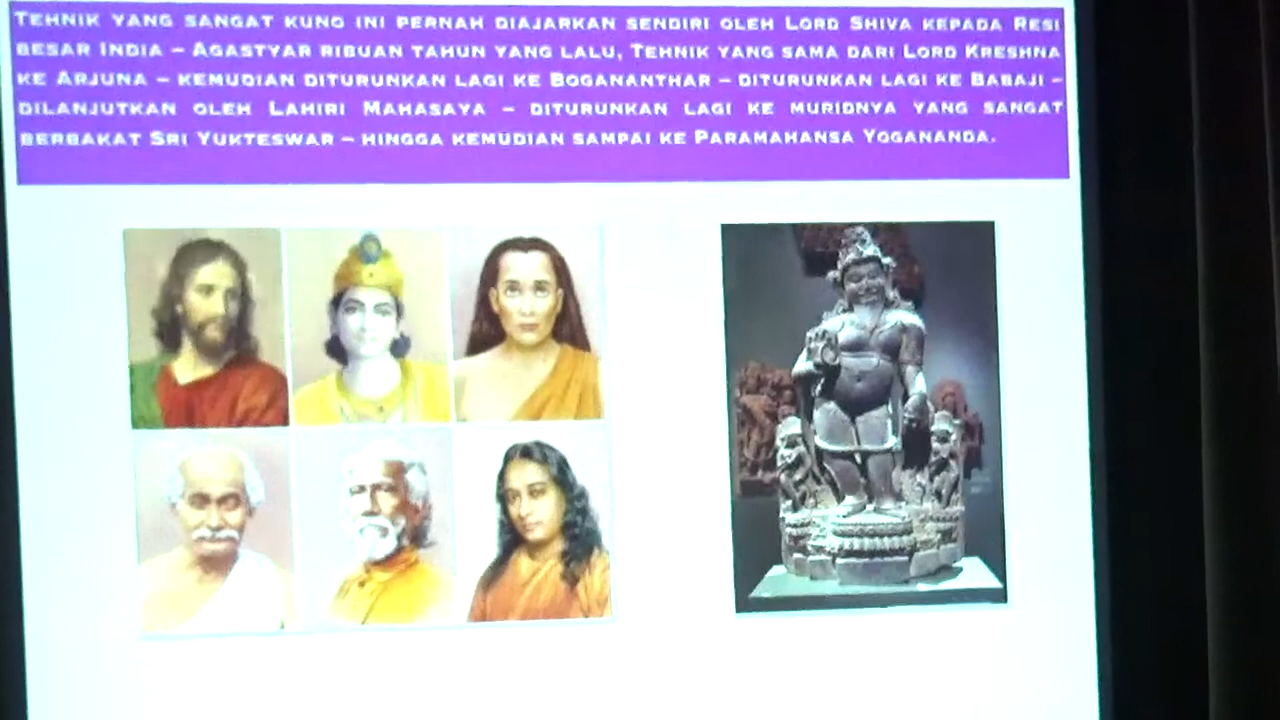 TEHNIK YANG SANGAT KUNO INI PERNAH DIAJARKAN SENDIRI OLEH LORD SHIVA KEPADA RESI
BESAR INDIA – AGASTYAR RIBUAN TAHUN YANG LALU, TEHNIK YANG SAMA DARI LORD KRESHNA
KE ARJUNA – KEMUDIAN DITURUNKAN LAGI KE BOGANANTHAR – DITURUNKAN LAGI KE BABAJI –
DILANJUTKAN OLEH LAHIRI MAHASAYA – DITURUNKAN LAGI KE MURIDNYA YANG SANGAT
BERBAKAT SRI YUKTESWAR – HINGGA KEMUDIAN SAMPAI KE PARAMAHANSA YOGANANDA.